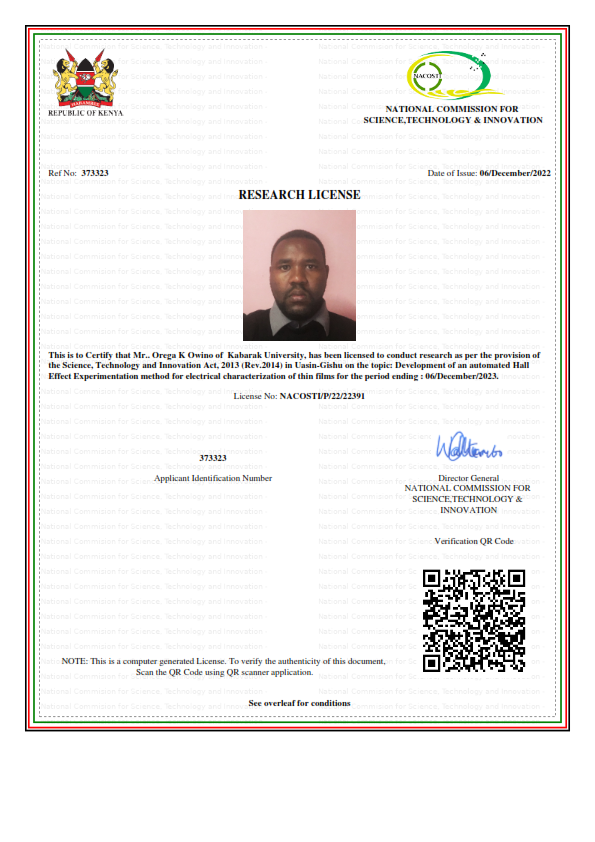 HARAMBEE
REPUBLIC OF KENYA
NACOSTI
NATIONAL COMMISSION FOR
SCIENCE,TECHNOLOGY & INNOVATION
Ref No: 373323
Date of Issue: 06/December/2022
RESEARCH LICENSE
This is to Certify that Mr.. Orega K Owino of Kabarak University, has been licensed to conduct research as per the provision of
the Science, Technology and Innovation Act, 2013 (Rev.2014) in Uasin-Gishu on the topic: Development of an automated Hall
Effect Experimentation method for electrical characterization of thin films for the period ending : 06/December/2023.
License No: NACOSTI/P/22/22391
373323
Applicant Identification Number
Director General
NATIONAL COMMISSION FOR
SCIENCE,TECHNOLOGY &
INNOVATION
Verification QR Code
NOTE: This is a computer generated License. To verify the authenticity of this document,
Scan the QR Code using QR scanner application.
See overleaf for conditions